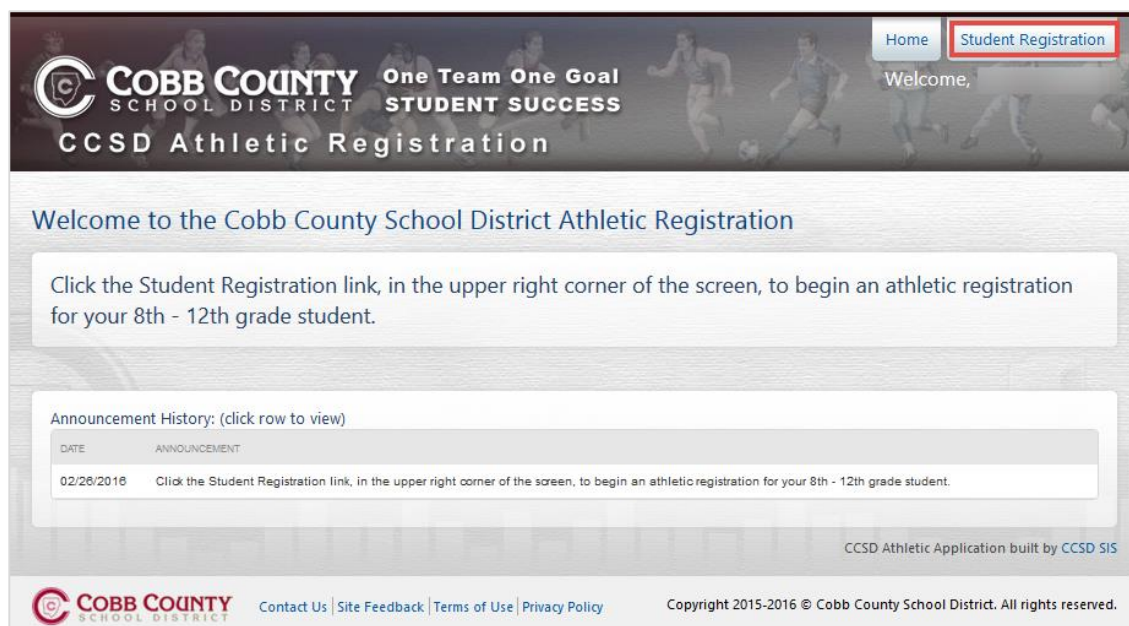 Home Student Registration
Welcome,
COBB COUNTY
SCHOOL DISTRICT
One Team One Goal
STUDENT SUCCESS
CCSD Athletic Registration
Welcome to the Cobb County School District Athletic Registration
Click the Student Registration link, in the upper right corner of the screen, to begin an athletic registration
for your 8th - 12th grade student.
Announcement History: (click row to view)
DATE ANNOUNCEMENT
02/26/2016 Click the Student Registration link, in the upper right corner of the screen, to begin an athletic registration for your 8th - 12th grade student.
CCSD Athletic Application built by CCSD SIS
COBB COUNTY
SCHOOL DISTRICT
Contact Us | Site Feedback | Terms of Use | Privacy Policy
Copyright 2015-2016 © Cobb County School District. All rights reserved.